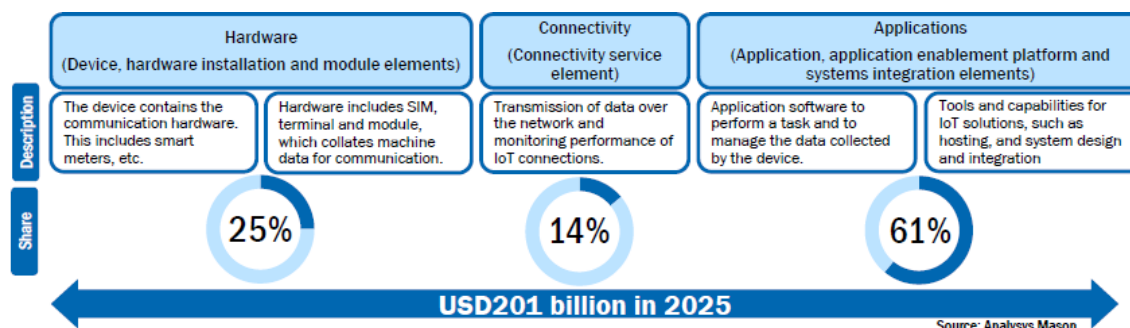 Hardware
(Device, hardware installation and module elements)
Connectivity
(Connectivity service
element)
Applications
(Application, application enablement platform and
systems integration elements)
Description
The device contains the
communication hardware.
This includes smart
meters, etc.
Hardware includes SIM,
terminal and module,
which collates machine
data for communication.
Transmission of data over
the network and
monitoring performance of
IoT connections.
Application software to
perform a task and to
manage the data collected
by the device.
Tools and capabilities for
IoT solutions, such as
hosting, and system design
and integration
Share
25%
14%
61%
USD201 billion in 2025
Source: Analysys Mason